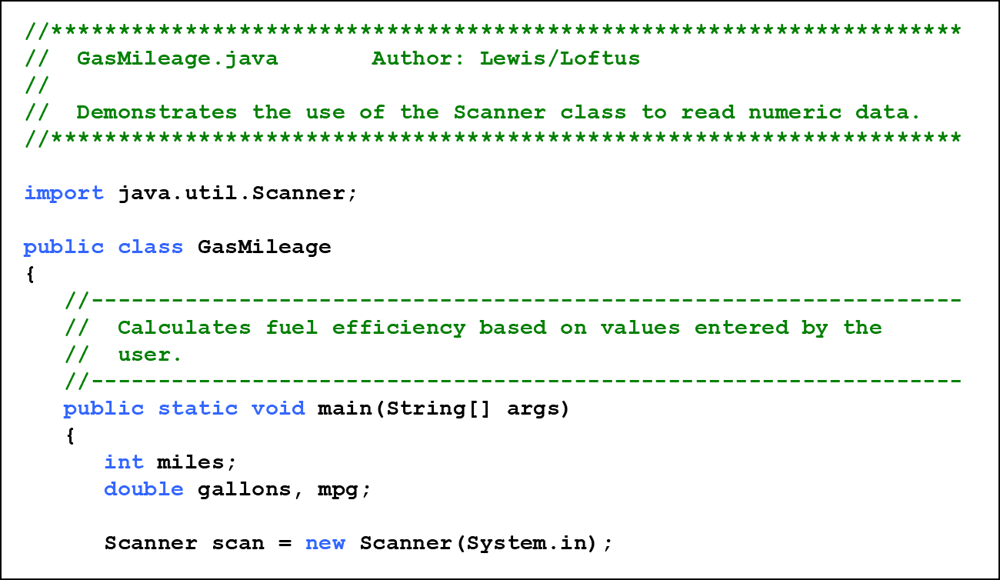 //********************************************************************
//  GasMileage.java       Author: Lewis/Loftus
//
//  Demonstrates the use of the Scanner class to read numeric data.
//********************************************************************

import java.util.Scanner;

public class GasMileage
{
   //-----------------------------------------------------------------
   //  Calculates fuel efficiency based on values entered by the
   //  user.
   //-----------------------------------------------------------------
   public static void main(String[] args)
   {
      int miles;
      double gallons, mpg;

      Scanner scan = new Scanner(System.in);